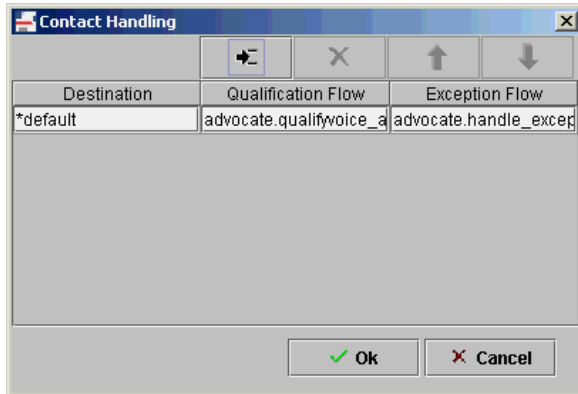 Contact Handling
Destination Qualification Flow Exception Flow
*default advocate.qualifyvoice_a advocate.handle_excep
Ok Cancel